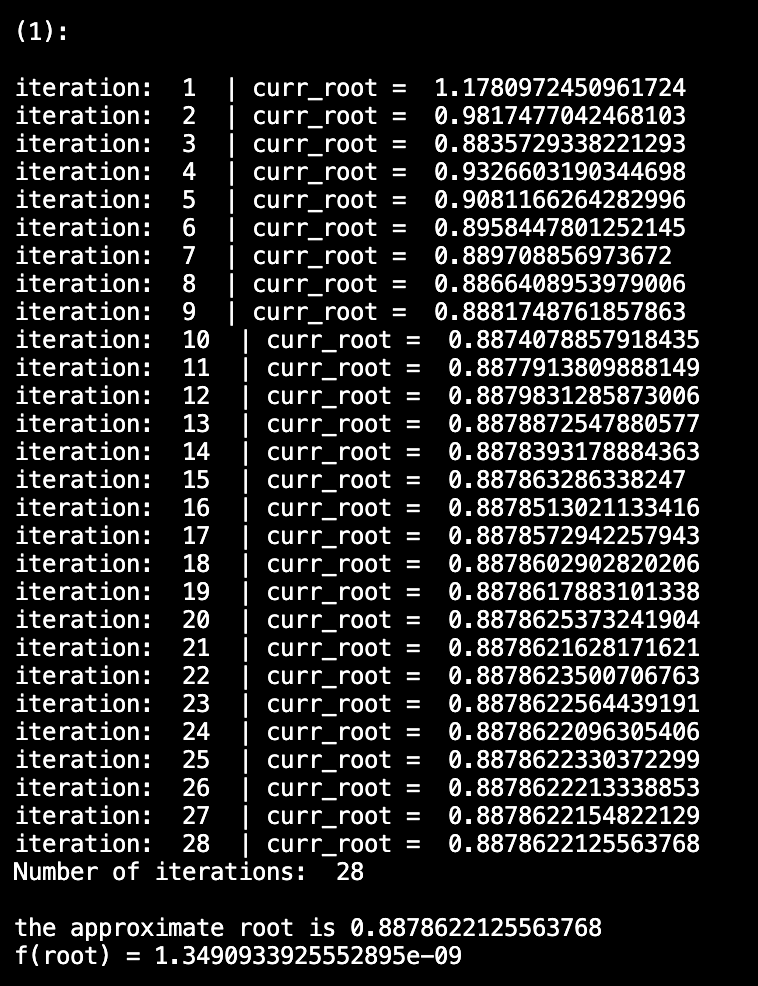 (1):
iteration:  1  | curr_root =  1.1780972450961724
iteration:  2  | curr_root =  0.9817477042468103
iteration:  3  | curr_root =  0.8835729338221293
iteration:  4  | curr_root =  0.9326603190344698
iteration:  5  | curr_root =  0.9081166264282996
iteration:  6  | curr_root =  0.8958447801252145
iteration:  7  | curr_root =  0.889708856973672
iteration:  8  | curr_root =  0.8866408953979006
iteration:  9  | curr_root =  0.8881748761857863
iteration:  10  | curr_root =  0.8874078857918435
iteration:  11  | curr_root =  0.8877913809888149
iteration:  12  | curr_root =  0.8879831285873006
iteration:  13  | curr_root =  0.8878872547880577
iteration:  14  | curr_root =  0.8878393178884363
iteration:  15  | curr_root =  0.887863286338247
iteration:  16  | curr_root =  0.8878513021133416
iteration:  17  | curr_root =  0.8878572942257943
iteration:  18  | curr_root =  0.8878602902820206
iteration:  19  | curr_root =  0.8878617883101338
iteration:  20  | curr_root =  0.8878625373241904
iteration:  21  | curr_root =  0.8878621628171621
iteration:  22  | curr_root =  0.8878623500706763
iteration:  23  | curr_root =  0.8878622564439191
iteration:  24  | curr_root =  0.8878622096305406
iteration:  25  | curr_root =  0.8878622330372299
iteration:  26  | curr_root =  0.8878622213338853
iteration:  27  | curr_root =  0.8878622154822129
iteration:  28  | curr_root =  0.8878622125563768
Number of iterations:  28
the approximate root is 0.8878622125563768
f(root) = 1.3490933925552895e-09